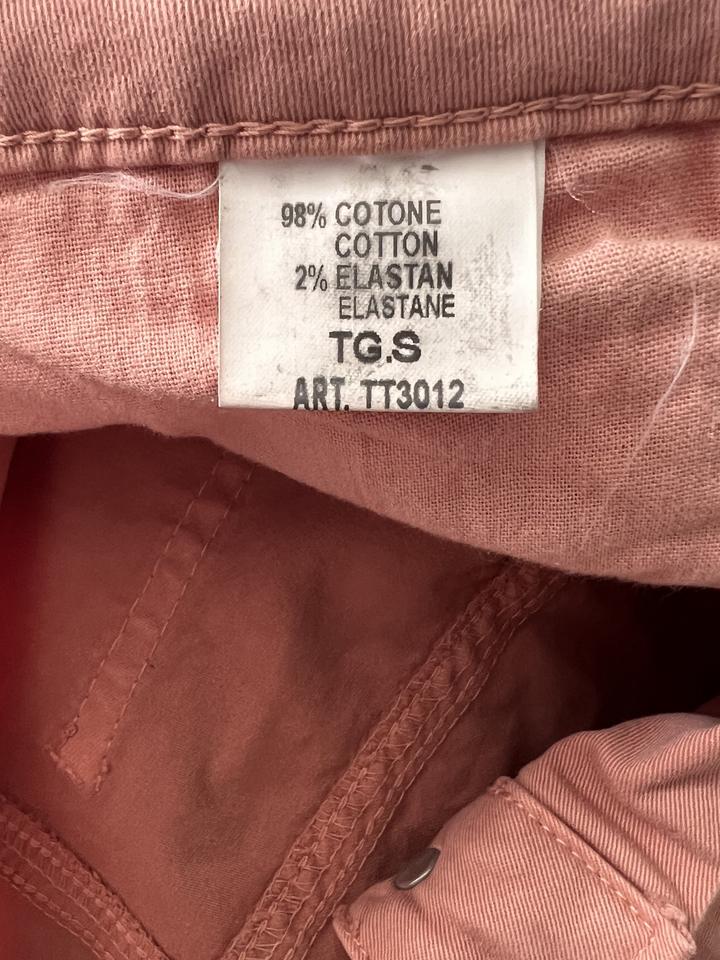 98% COTONE
COTTON
2% ELASTAN
ELASTANE
TG.S
ART. TT3012